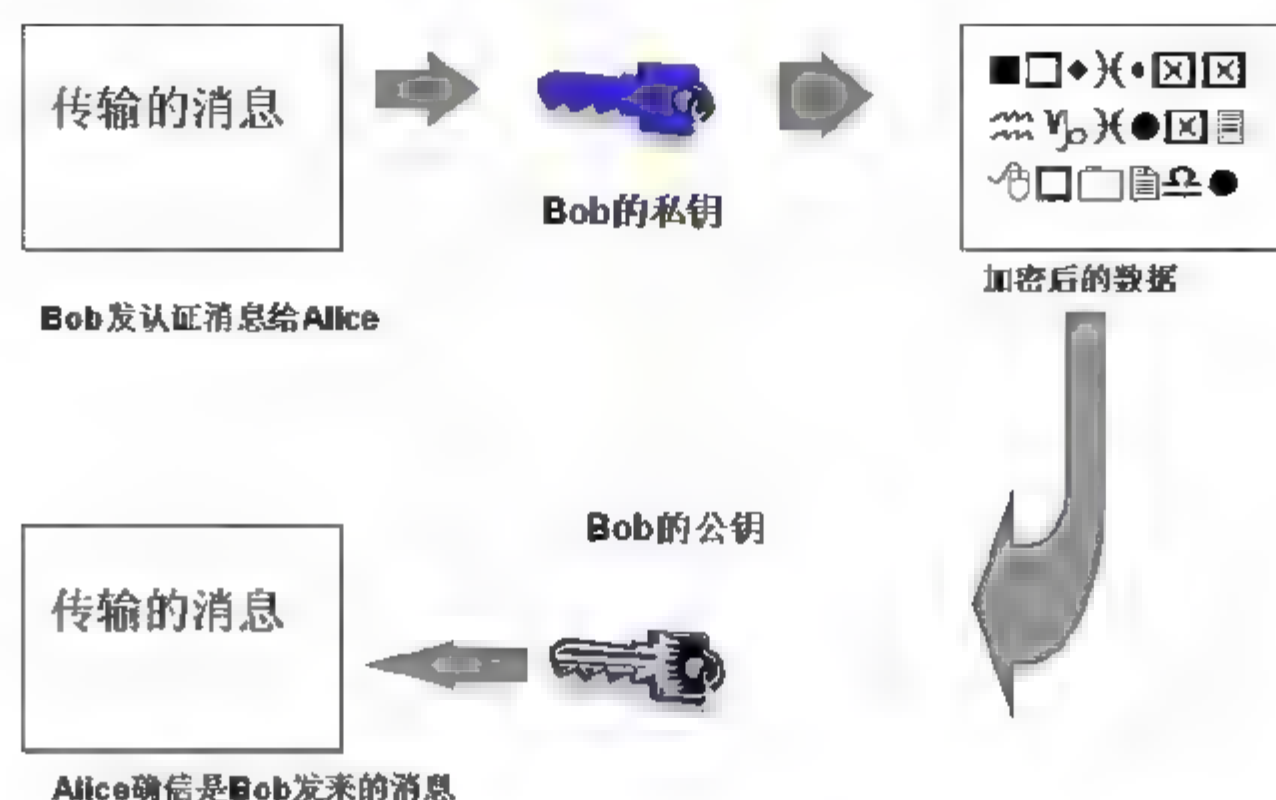 传输的消息
Bob的私钥
加密后的数据
Bob发认证消息给Alice
Bob的公钥
传输的消息
Alice确信是Bob发来的消息